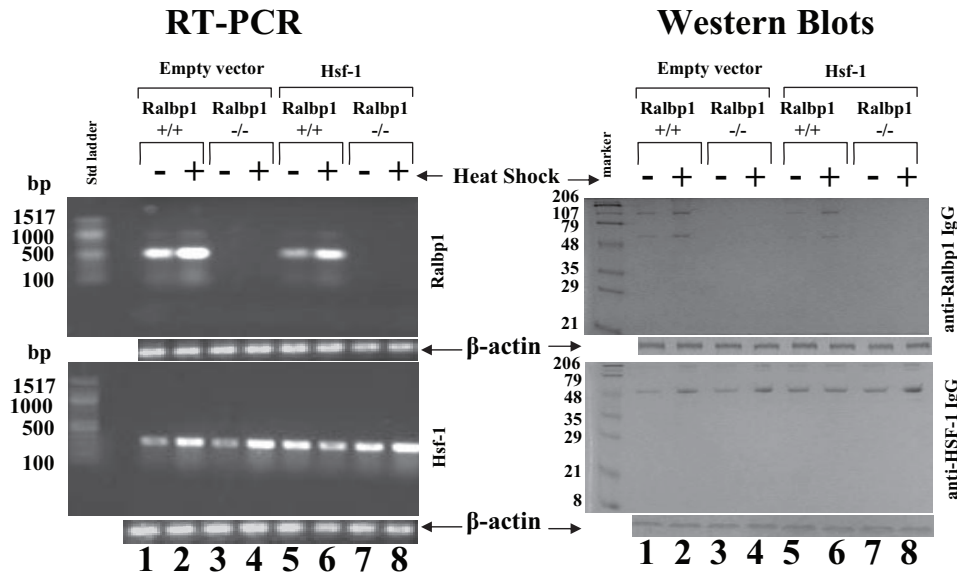 RT-PCR
Western Blots
Empty vector
Hsf-1
Ralbp1 +/+
Ralbp1 -/-
Ralbp1 +/+
Ralbp1 -/-
Std ladder
- + - + - + - +
Heat Shock
Empty vector
Hsf-1
Ralbp1 +/+
Ralbp1 -/-
Ralbp1 +/+
Ralbp1 -/-
marker
- + - + - + - +
bp
1517
1000
500
100
Ralbp1
206
107
79
48
35
29
21
anti-Ralbp1 IgG
β-actin
bp
1517
1000
500
100
Hsf-1
206
79
48
35
29
21
8
anti-HSF-1 IgG
β-actin
1 2 3 4 5 6 7 8
1 2 3 4 5 6 7 8